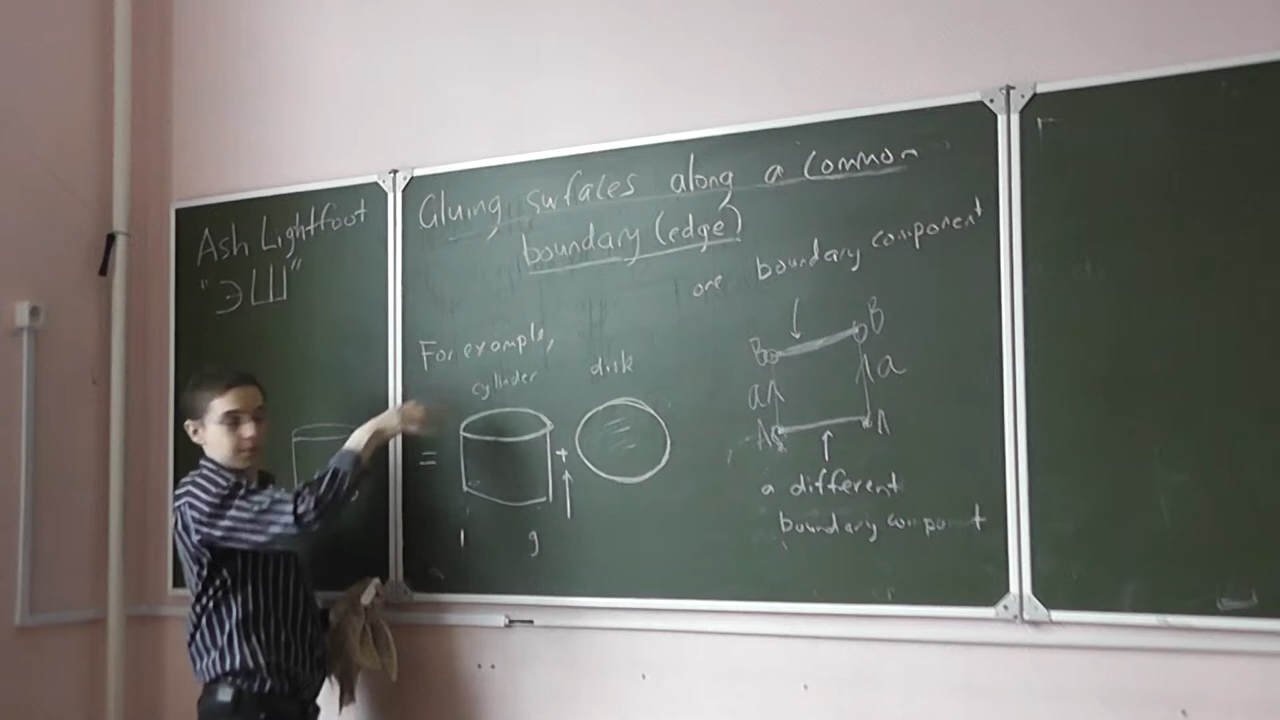 Ash Lightfoot
"ЭШ"
Gluing surfaces along a common
boundary (edge)
one boundary component
For example,
cylinder disk
= +
B B
a a
A A
a different
boundary component